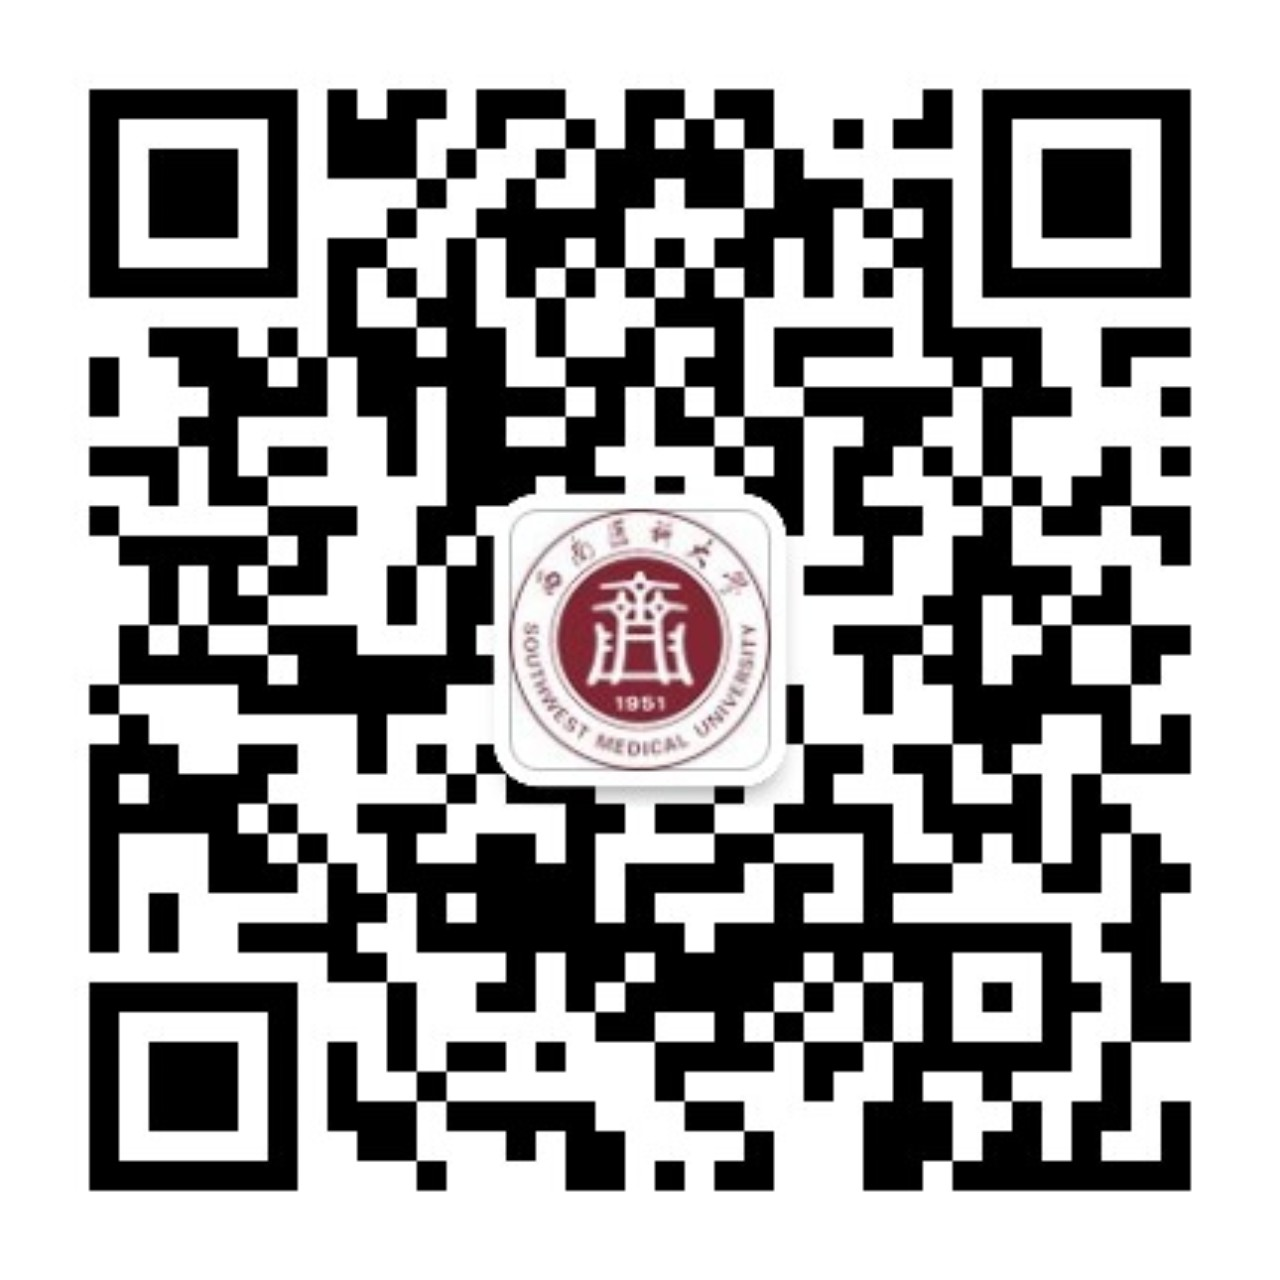 西南医科大学
SOUTHWEST MEDICAL UNIVERSITY
1951